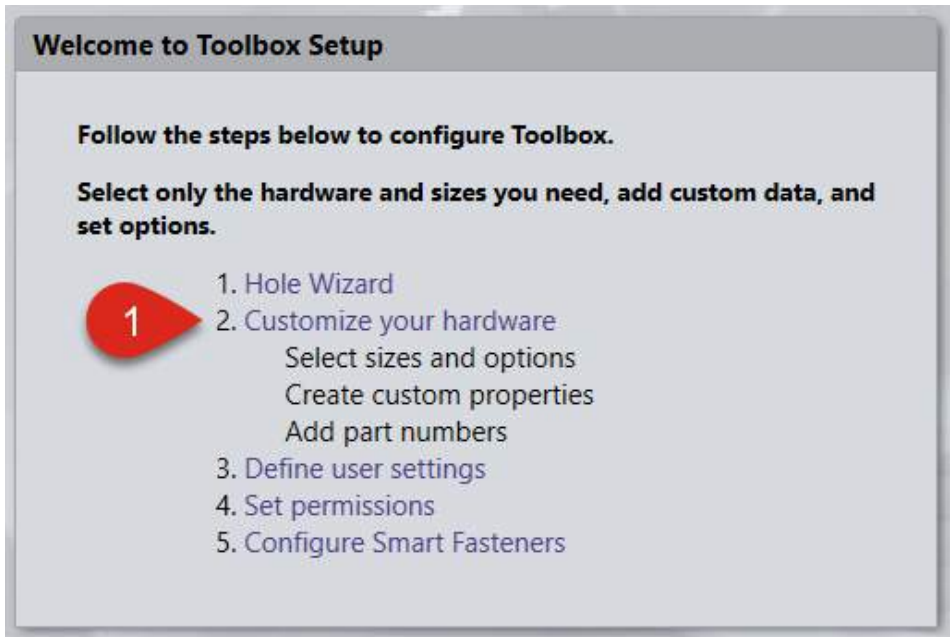 Welcome to Toolbox Setup
Follow the steps below to configure Toolbox.
Select only the hardware and sizes you need, add custom data, and
set options.
1. Hole Wizard
1
2. Customize your hardware
Select sizes and options
Create custom properties
Add part numbers
3. Define user settings
4. Set permissions
5. Configure Smart Fasteners